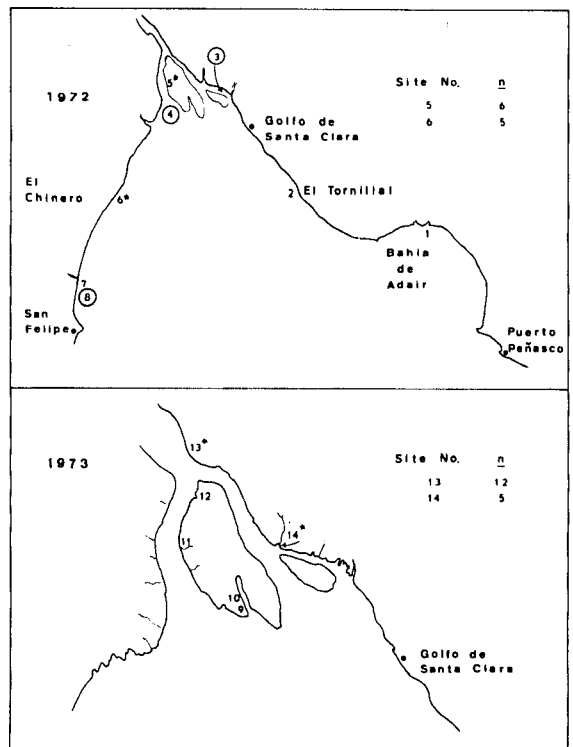 1972
3
Site No. n
5 6
6 5
5*
4
Golfo de
Santa Clara
El
Chinero
6*
2 El Tornillal
1
Bahia
de
Adair
7
8
San
Felipe
Puerto
Peñasco
1973
13*
Site No. n
13 12
14 5
12
14*
11
10
9
Golfo de
Santa Clara